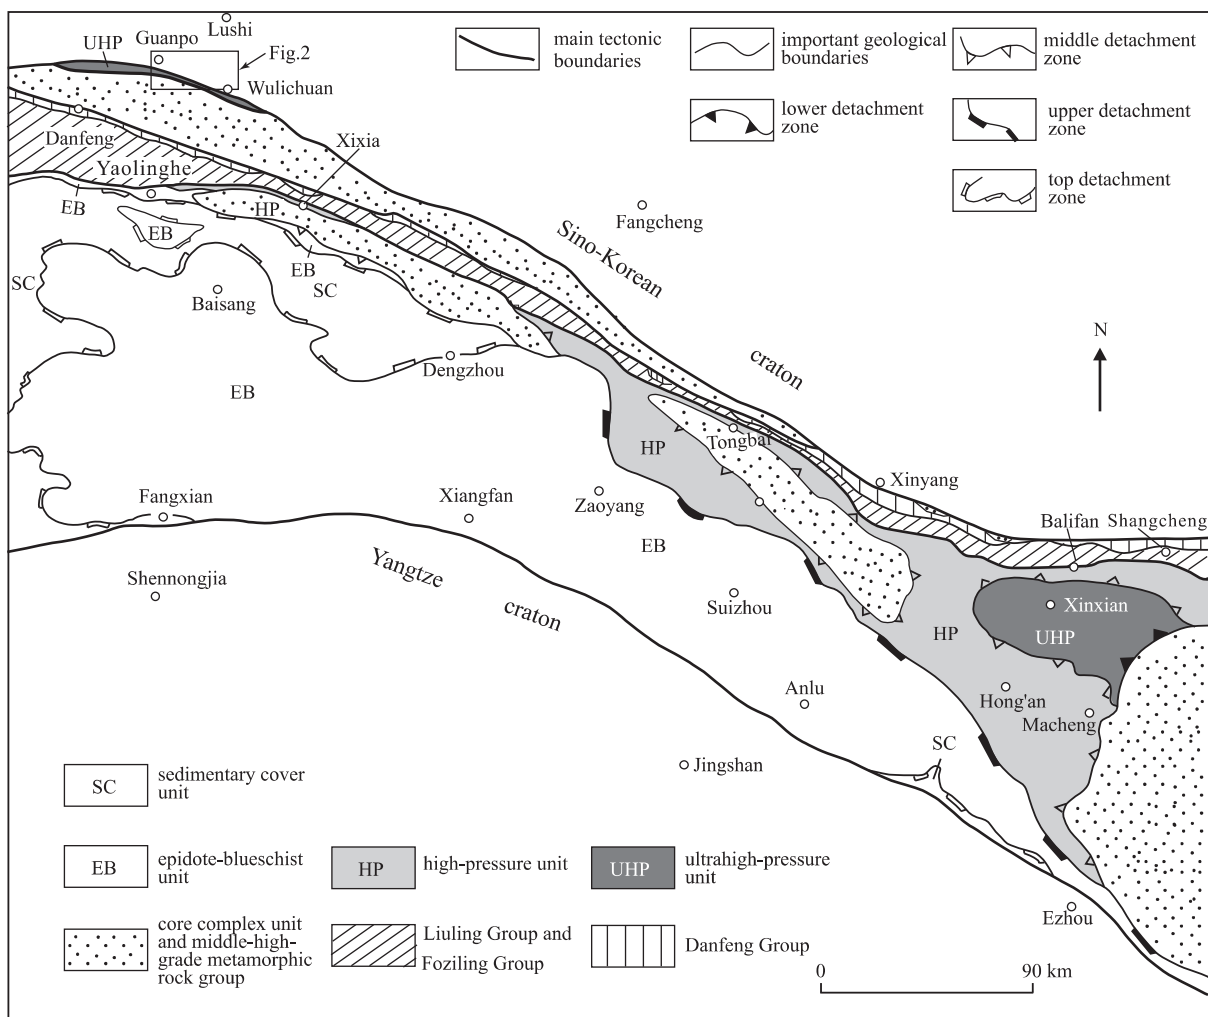 Lushi
UHP
Guanpo
Fig.2
Wulichuan
Danfeng
Xixia
Yaolinghe
EB
HP
EB
EB
SC
SC
Baisang
Fangcheng
Sino-Korean
craton
Dengzhou
EB
HP
Tongbai
Xinyang
Fangxian
Xiangfan
Zaoyang
EB
Balifan
Shangcheng
Shennongjia
Yangtze
craton
Suizhou
HP
Xinxian
UHP
Anlu
Hong'an
Macheng
SC
Jingshan
Ezhou
N
main tectonic
boundaries
important geological
boundaries
middle detachment
zone
lower detachment
zone
upper detachment
zone
top detachment
zone
SC
sedimentary cover
unit
EB
epidote-blueschist
unit
HP
high-pressure unit
UHP
ultrahigh-pressure
unit
core complex unit
and middle-high-
grade metamorphic
rock group
Liuling Group and
Foziling Group
Danfeng Group
0
90 km